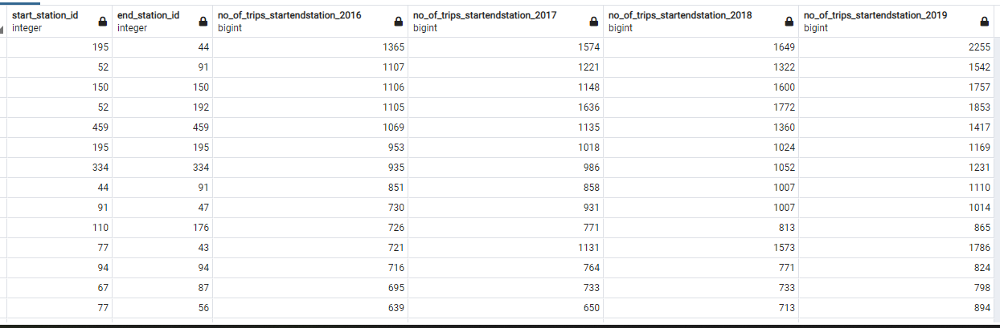 start_station_id end_station_id no_of_trips_startendstation_2016 no_of_trips_startendstation_2017 no_of_trips_startendstation_2018 no_of_trips_startendstation_2019
integer integer bigint bigint bigint bigint
195 44 1365 1574 1649 2255
52 91 1107 1221 1322 1542
150 150 1106 1148 1600 1757
52 192 1105 1636 1772 1853
459 459 1069 1135 1360 1417
195 195 953 1018 1024 1169
334 334 935 986 1052 1231
44 91 851 858 1007 1110
91 47 730 931 1007 1014
110 176 726 771 813 865
77 43 721 1131 1573 1786
94 94 716 764 771 824
67 87 695 733 733 798
77 56 639 650 713 894